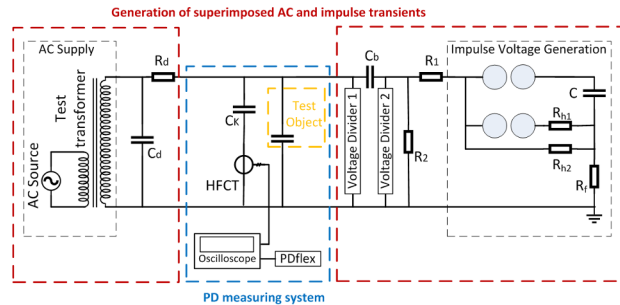 Generation of superimposed AC and impulse transients
AC Supply
Test transformer
AC Source
Rd
Cd
CK
HFCT
Test Object
Oscilloscope
PDflex
PD measuring system
Voltage Divider 1
Cb
Voltage Divider 2
R1
R2
Impulse Voltage Generation
C
Rh1
Rh2
Rf